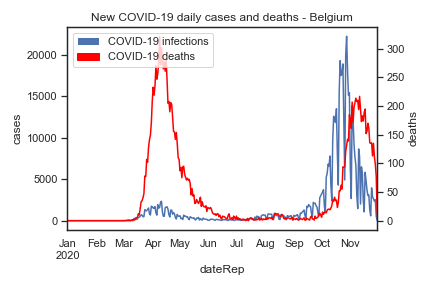 New COVID-19 daily cases and deaths - Belgium
COVID-19 infections
COVID-19 deaths
cases
20000
15000
10000
5000
0
deaths
300
250
200
150
100
50
0
Jan Feb Mar Apr May Jun Jul Aug Sep Oct Nov
2020
dateRep